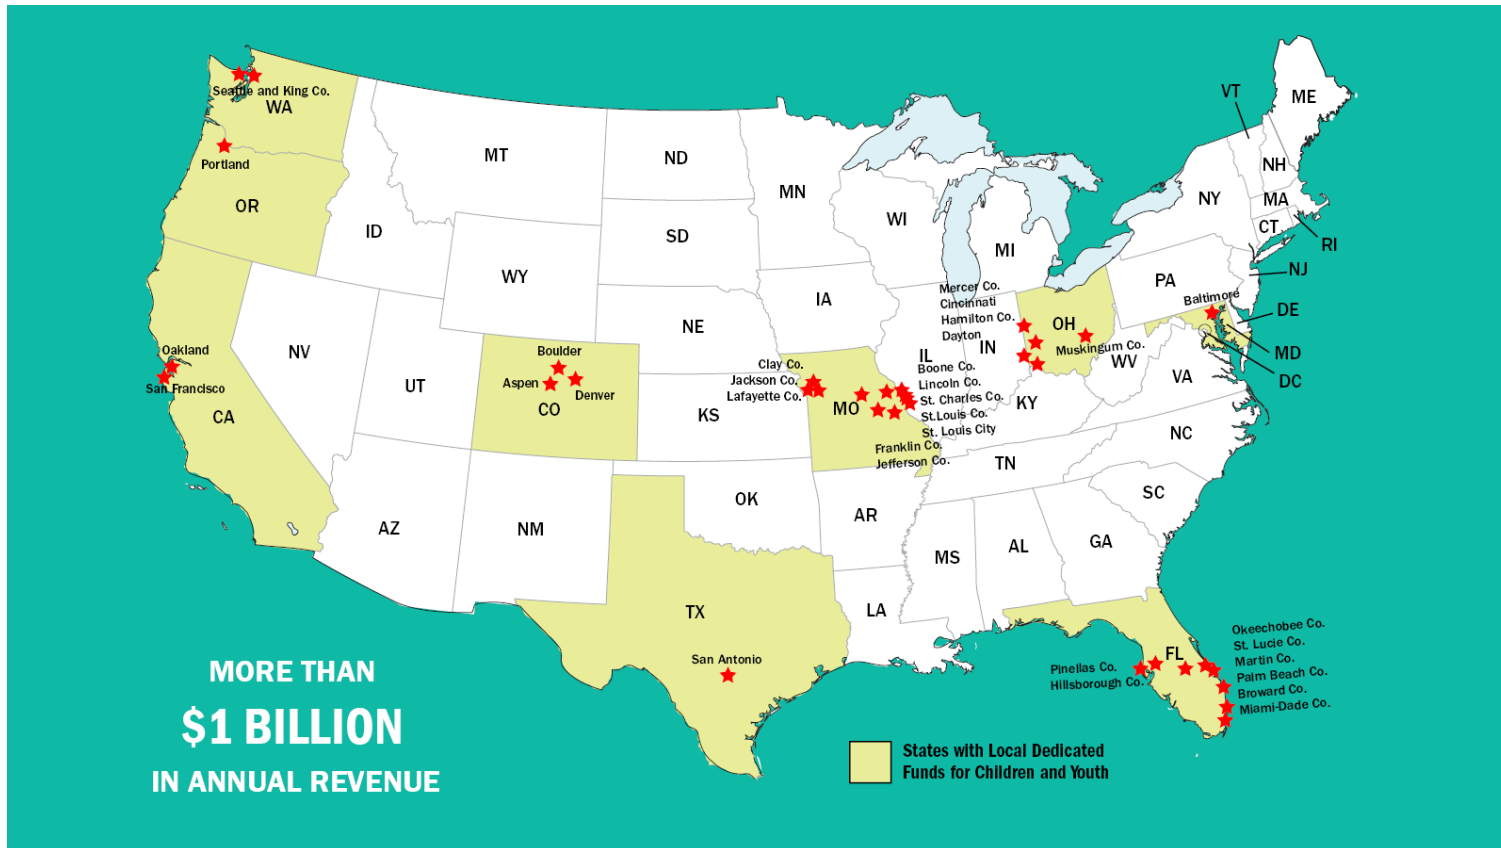 VT
ME
Seattle and King Co.
WA
Portland
MT
ND
MN
NH
NY
MA
OR
WI
CT
ID
SD
MI
RI
WY
PA
NJ
Mercer Co.
Cincinnati
Hamilton Co.
Dayton
IA
Baltimore
DE
OH
NE
Muskingum Co.
Oakland
San Francisco
NV
Boulder
Aspen
Denver
CO
UT
Clay Co.
Jackson Co.
Lafayette Co.
IL
IN
WV
MD
DC
VA
Boone Co.
Lincoln Co.
St. Charles Co.
St.Louis Co.
St. Louis City
KY
CA
KS
MO
Franklin Co.
Jefferson Co.
NC
TN
OK
SC
AZ
NM
AR
MS
AL
GA
TX
LA
San Antonio
FL
Pinellas Co.
Hillsborough Co.
Okeechobee Co.
St. Lucie Co.
Martin Co.
Palm Beach Co.
Broward Co.
Miami-Dade Co.
MORE THAN
$1 BILLION
IN ANNUAL REVENUE
States with Local Dedicated
Funds for Children and Youth